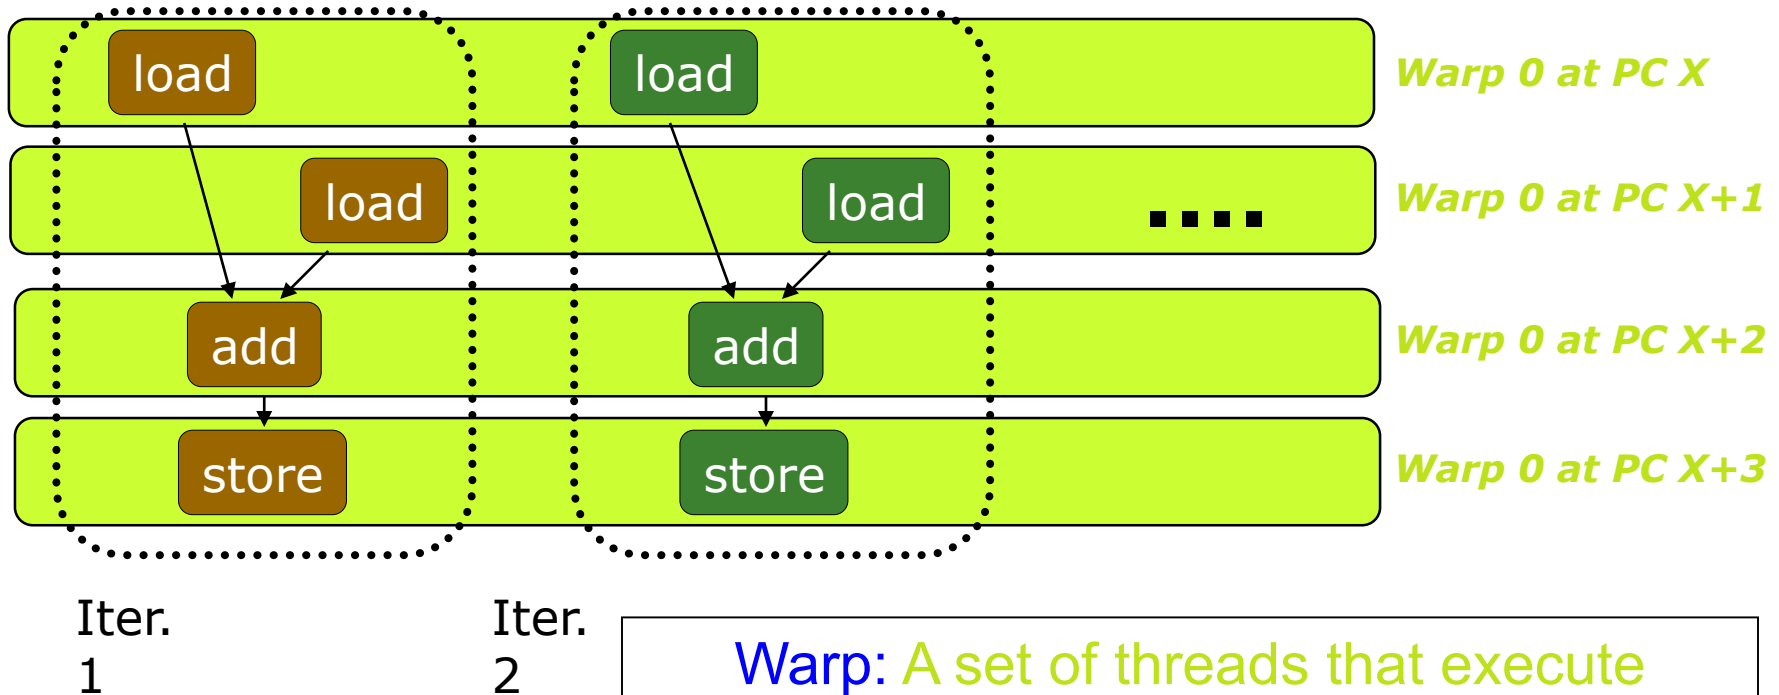 load load Warp 0 at PC X
load load Warp 0 at PC X+1
add add Warp 0 at PC X+2
store store Warp 0 at PC X+3
Iter. Iter.
1 2
Warp: A set of threads that execute